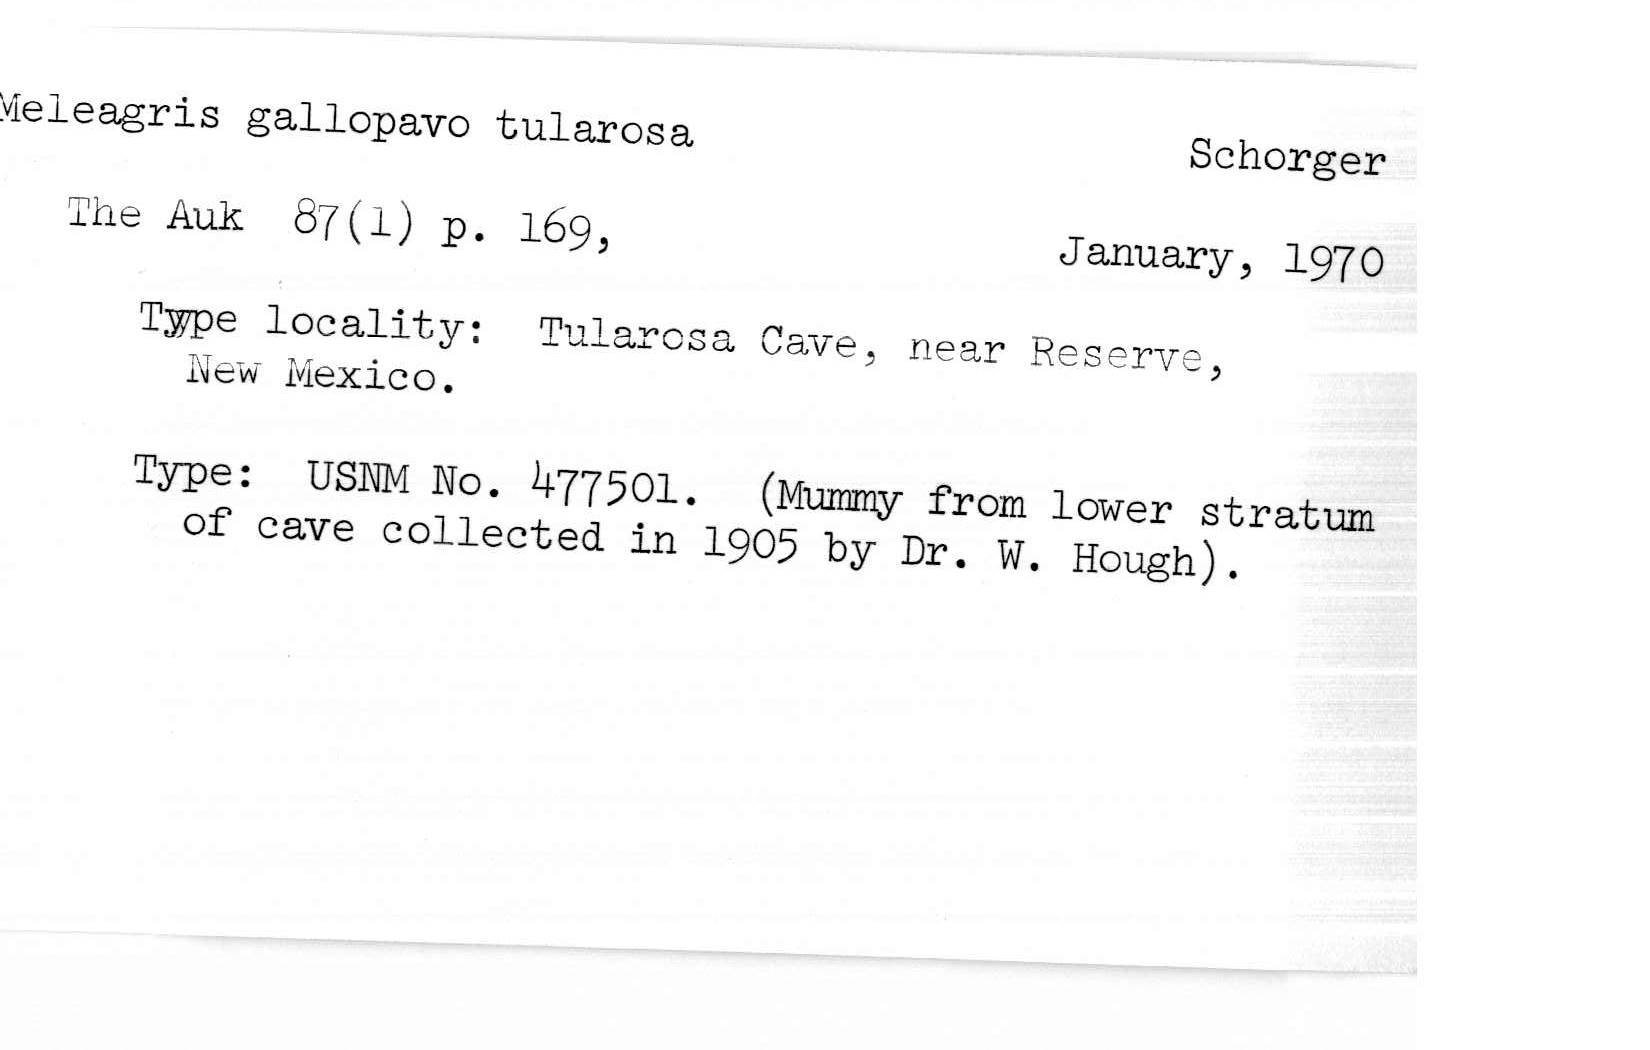 Meleagris gallopavo tularosa Schorger
The Auk 87(1) p. 169, January, 1970
Type locality: Tularosa Cave, near Reserve,
New Mexico.
Type: USNM No. 477501. (Mummy from lower stratum
of cave collected in 1905 by Dr. W. Hough).